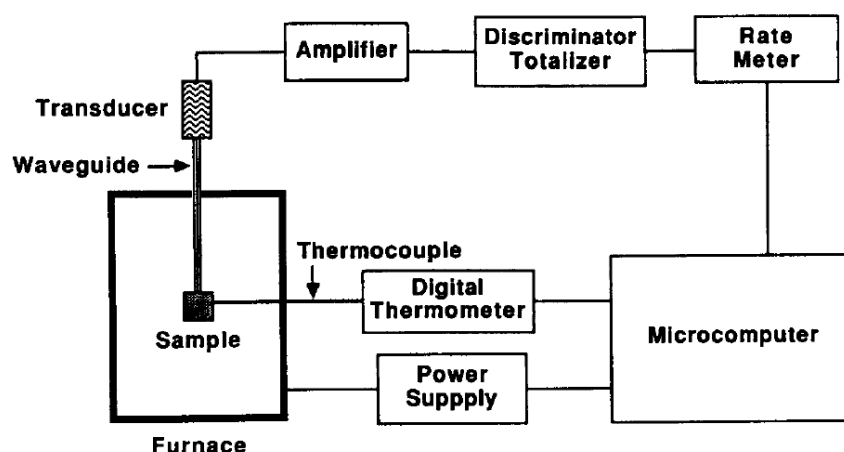 Amplifier
Discriminator
Totalizer
Rate
Meter
Transducer
Waveguide
Thermocouple
Digital
Thermometer
Sample
Microcomputer
Power
Suppply
Furnace